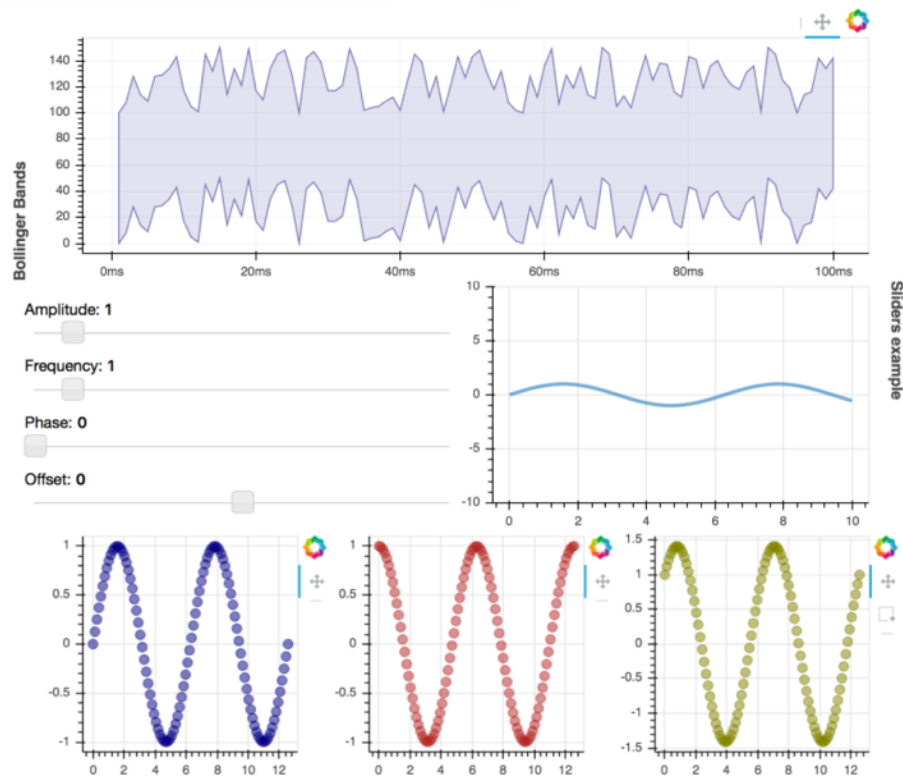 Bollinger Bands
140
120
100
80
60
40
20
0
0ms 20ms 40ms 60ms 80ms 100ms
Amplitude: 1
Frequency: 1
Phase: 0
Offset: 0
Sliders example
10
5
0
-5
-10
0 2 4 6 8 10
1
0.5
0
-0.5
-1
0 2 4 6 8 10 12
1
0.5
0
-0.5
-1
0 2 4 6 8 10 12
1.5
1
0.5
0
-0.5
-1
-1.5
0 2 4 6 8 10 12